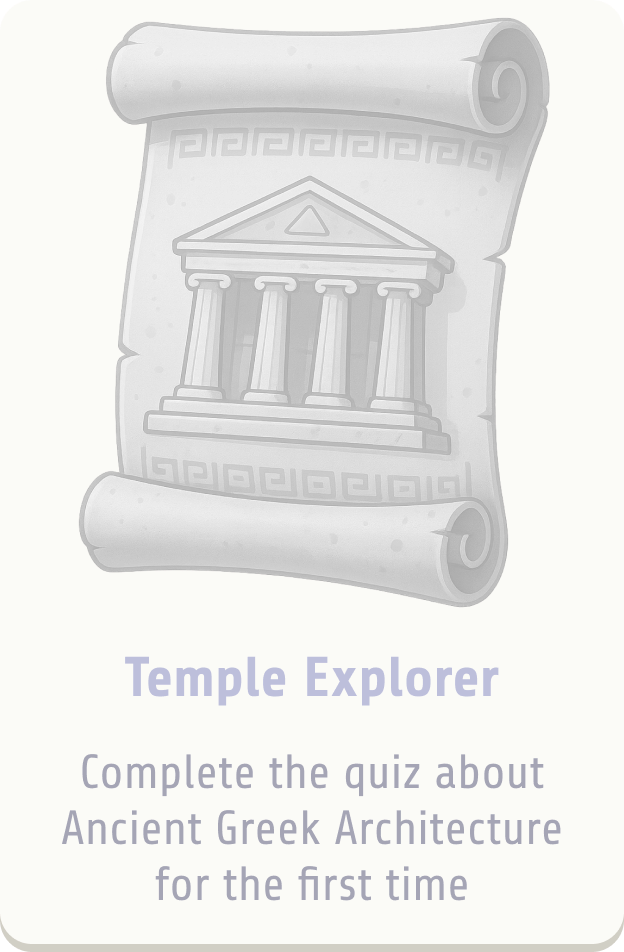 Temple Explorer
Complete the quiz about
Ancient Greek Architecture
for the first time